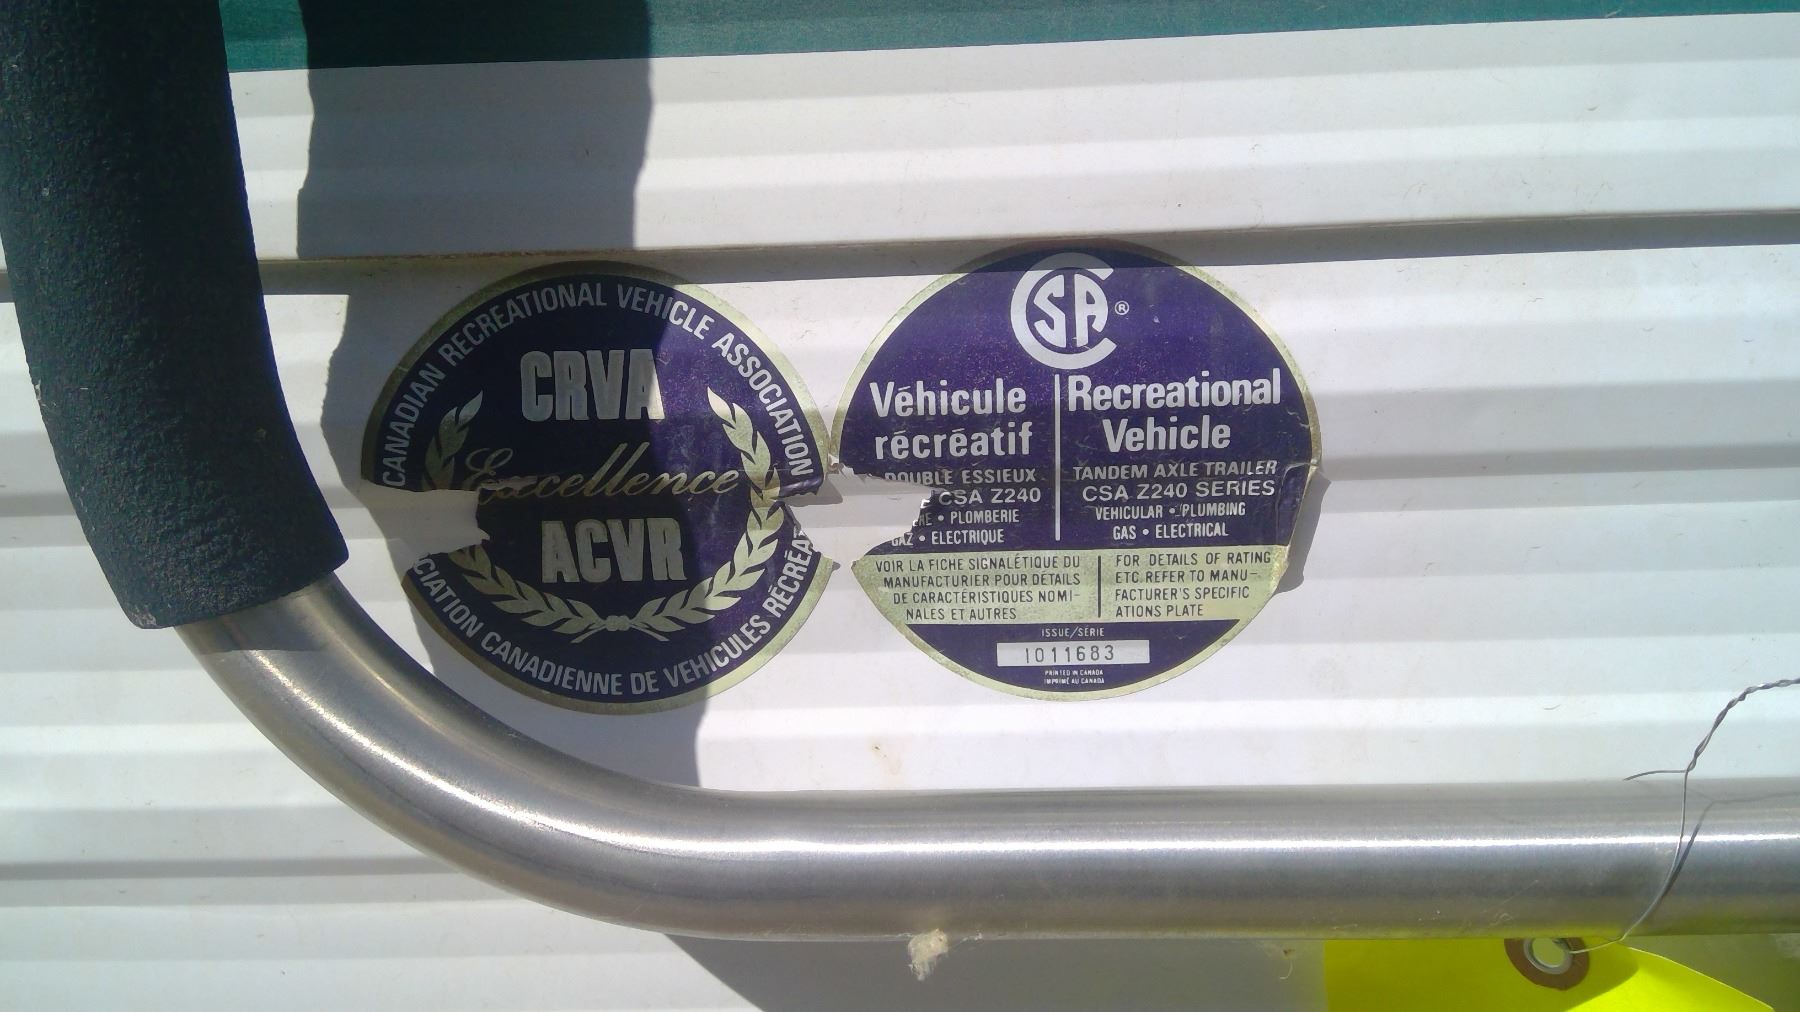 CANADIAN RECREATIONAL VEHICLE ASSOCIATION
CRVA
Excellence
ACVR
CIATION CANADIENNE DE VEHICULES RÉCRÉA
CSA ®
Véhicule
récréatif
DOUBLE ESSIEUX
CSA Z240
• PLOMBERIE
GAZ • ELECTRIQUE
Recreational
Vehicle
TANDEM AXLE TRAILER
CSA Z240 SERIES
VEHICULAR • PLUMBING
GAS • ELECTRICAL
VOIR LA FICHE SIGNALÉTIQUE DU
MANUFACTURIER POUR DÉTAILS
DE CARACTÉRISTIQUES NOMI-
NALES ET AUTRES
FOR DETAILS OF RATING
ETC REFER TO MANU-
FACTURER'S SPECIFIC
ATIONS PLATE
ISSUE/SÉRIE
1011683
PRINTED IN CANADA
IMPRIMÉ AU CANADA